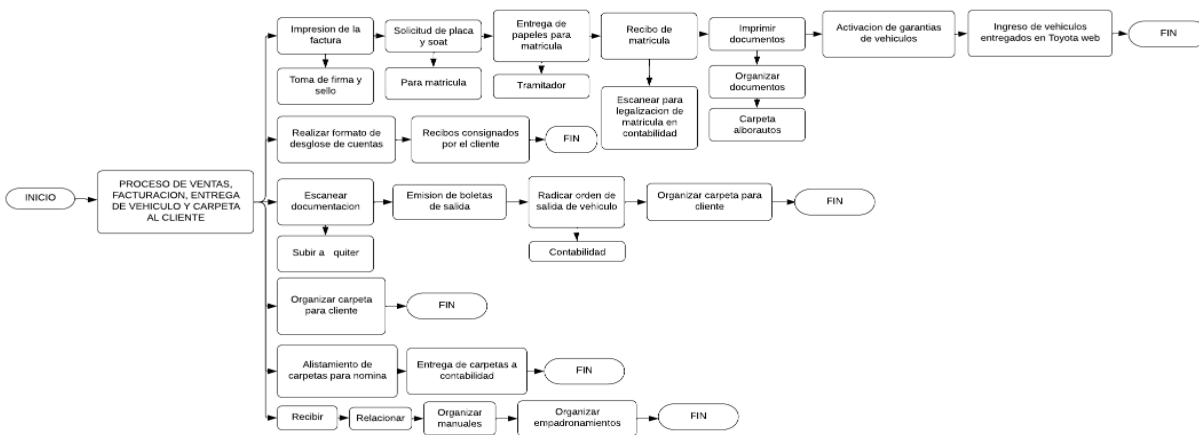 Impresion de la
factura
Solicitud de placa
y soat
Entrega de
papeles para
matricula
Recibo de
matricula
Imprimir
documentos
Activacion de garantias
de vehiculos
Ingreso de vehiculos
entregados en Toyota web
FIN
Toma de firma y
sello
Para matricula
Tramitador
Escanear para
legalizacion de
matricula en
contabilidad
Organizar
documentos
Carpeta
alborautos
Realizar formato de
desglose de cuentas
Recibos consignados
por el cliente
FIN
INICIO
PROCESO DE VENTAS,
FACTURACION, ENTREGA
DE VEHICULO Y CARPETA
AL CLIENTE
Escanear
documentacion
Emision de boletas
de salida
Radicar orden de
salida de vehiculo
Organizar carpeta para
cliente
FIN
Subir a quiter
Contabilidad
Organizar carpeta
para cliente
FIN
Alistamiento de
carpetas para nomina
Entrega de carpetas a
contabilidad
FIN
Recibir
Relacionar
Organizar
manuales
Organizar
empadronamientos
FIN